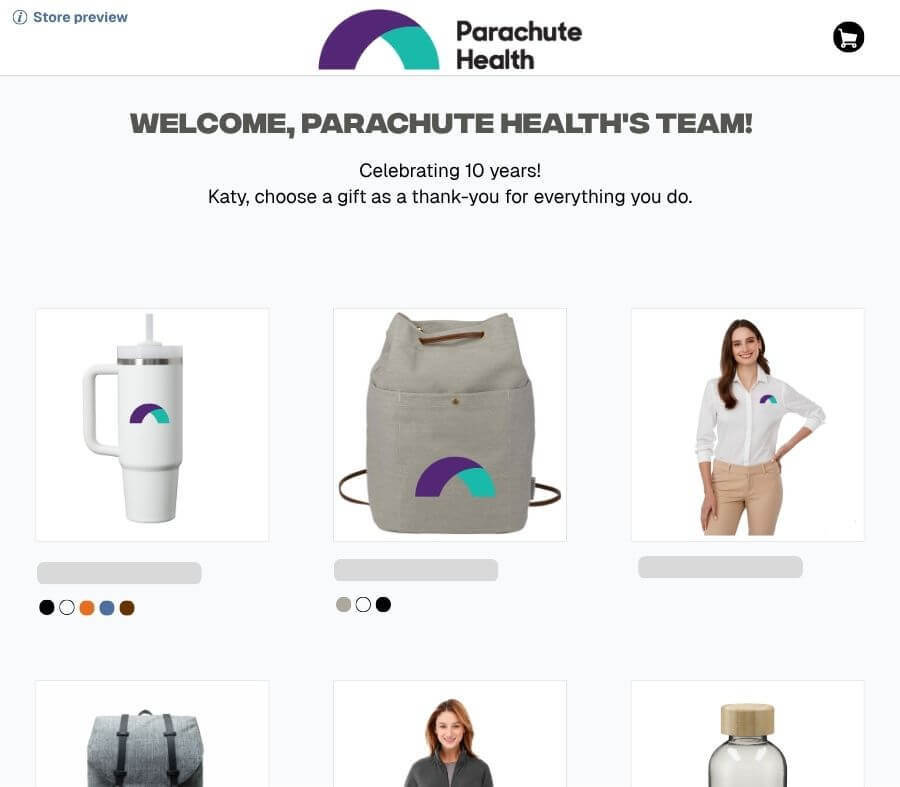 Store preview
Parachute
Health
WELCOME, PARACHUTE HEALTH'S TEAM!
Celebrating 10 years!
Katy, choose a gift as a thank-you for everything you do.